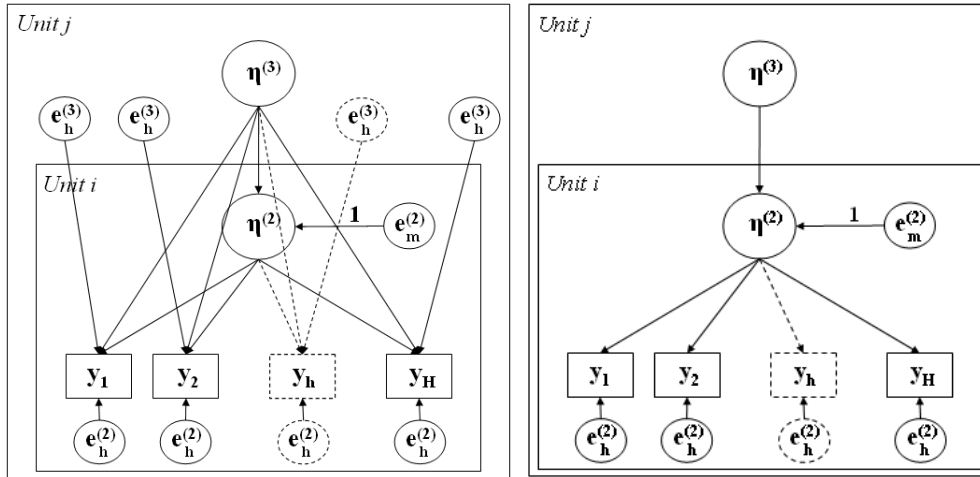 Unit j
η(3)
e(3)h e(3)h e(3)h e(3)h
Unit i
η(2) 1 e(2)m
y1 y2 yh yH
e(2)h e(2)h e(2)h e(2)h
Unit j
η(3)
Unit i
η(2) 1 e(2)m
y1 y2 yh yH
e(2)h e(2)h e(2)h e(2)h